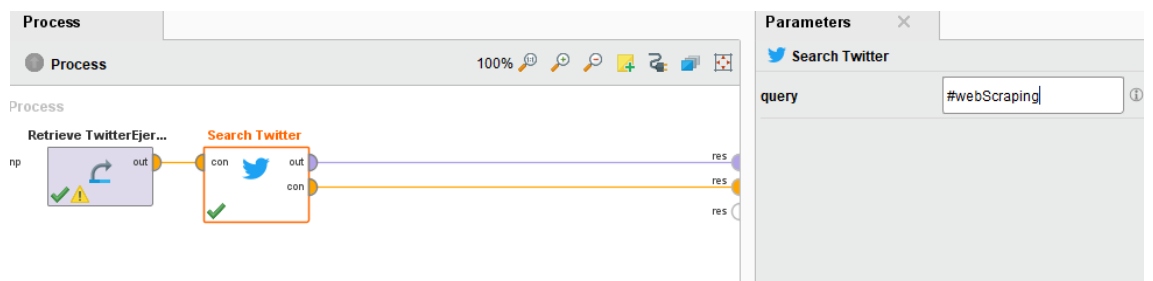 Process
Parameters
Process
100%
Search Twitter
query
#webScraping
Process
Retrieve TwitterEjer...
Search Twitter
np
out
con
out
res
con
res
res